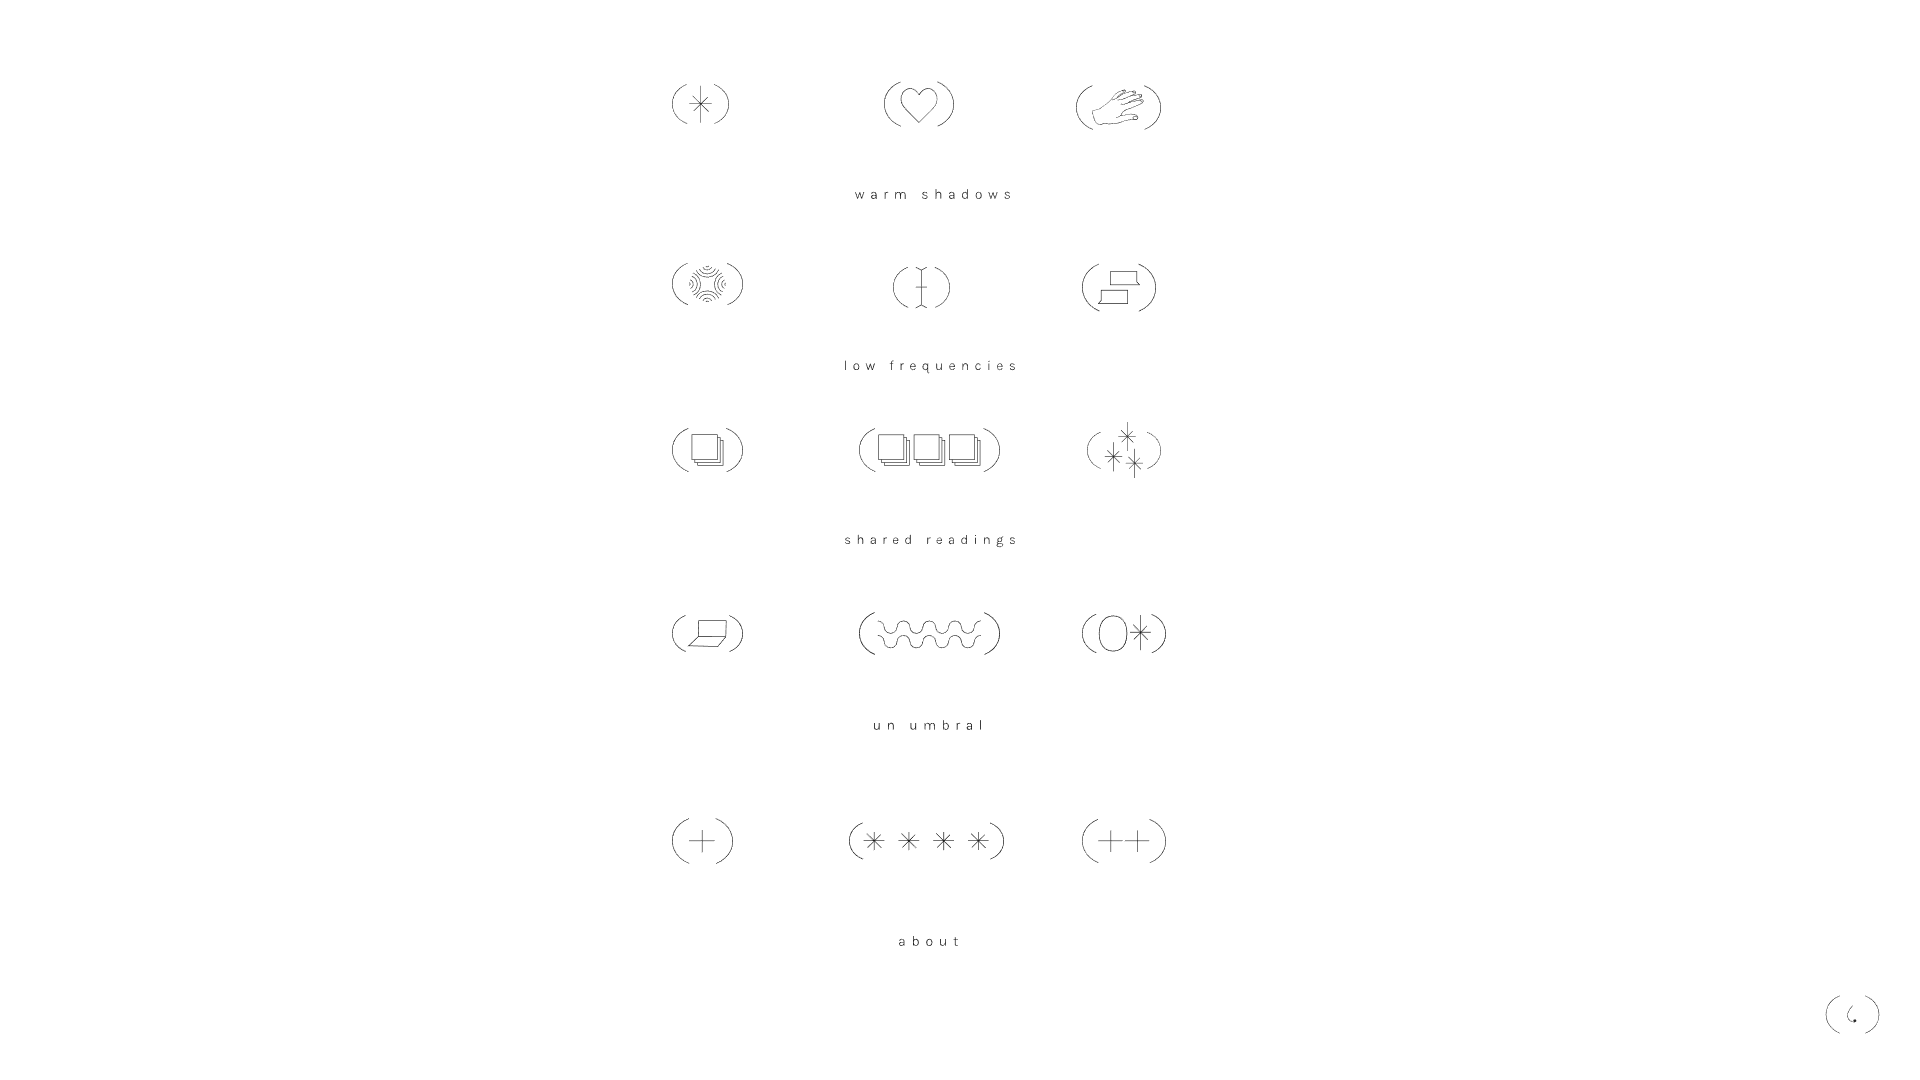 warm shadows
low frequencies
shared readings
un umbral
about